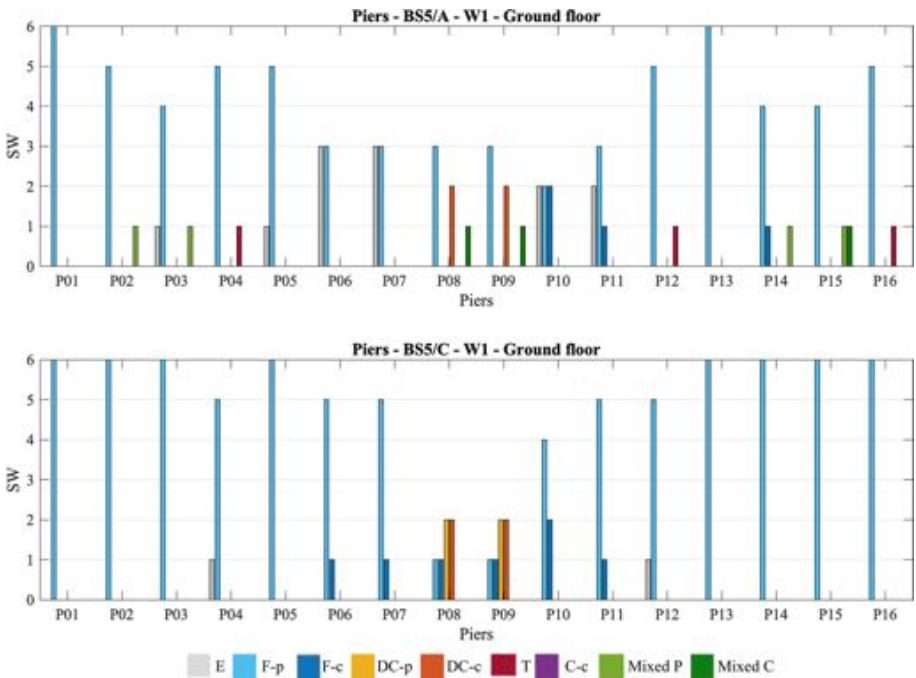 Piers - BS5/A - W1 - Ground floor
6
5
4
3
2
1
0
SW
P01 P02 P03 P04 P05 P06 P07 P08 P09 P10 P11 P12 P13 P14 P15 P16
Piers
Piers - BS5/C - W1 - Ground floor
6
5
4
3
2
1
0
SW
P01 P02 P03 P04 P05 P06 P07 P08 P09 P10 P11 P12 P13 P14 P15 P16
Piers
E F-p F-c DC-p DC-c T C-c Mixed P Mixed C